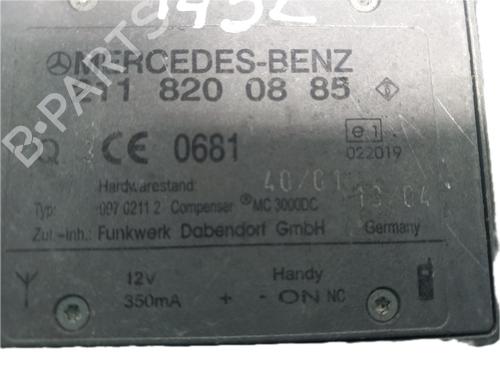 1452
MERCEDES-BENZ
211 820 08 85
Q CE 0681 e1
022019
Hardwarestand: 40/01 13/04
Typ: 097 0211 2 Compenser ® MC 3000DC
Zul.-Inh.: Funkwerk Dabendorf GmbH Germany
12V Handy
350mA + - ON NC
B-PARTS